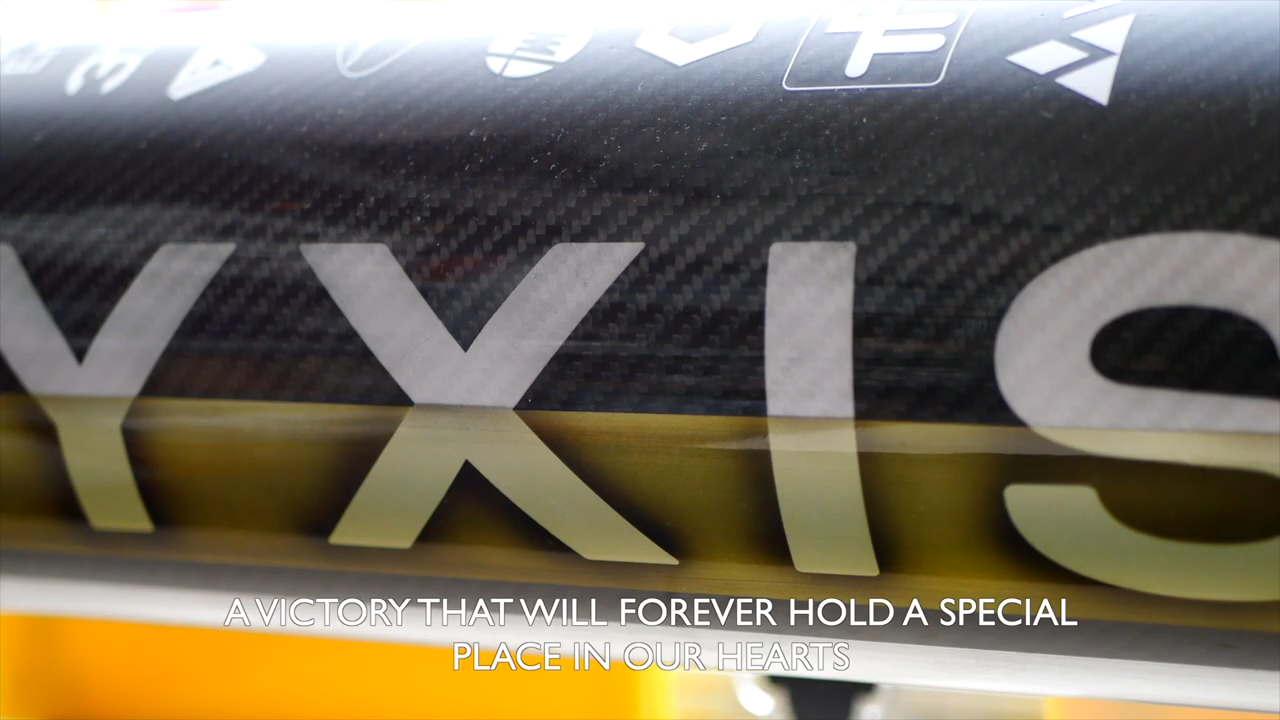 YXIS
A VICTORY THAT WILL FOREVER HOLD A SPECIAL
PLACE IN OUR HEARTS